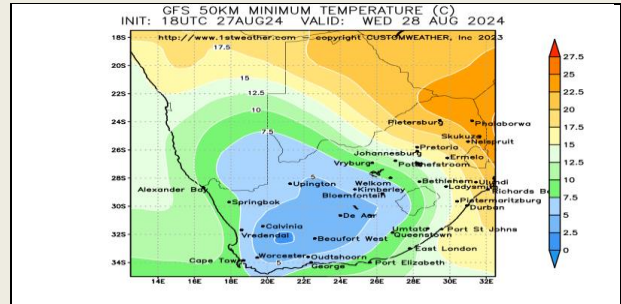 GFS 50KM MINIMUM TEMPERATURE (C)
INIT: 18UTC 27AUG24 VALID: WED 28 AUG 2024
http://www.1stweather.com - copyright CUSTOMWEATHER, Inc 2023
18S
17.5
27.5
20S
25
15
22.5
22S
12.5
20
10
24S
Pietersburg
Phalaborwa
17.5
7.5
Skukuza
15
26S
Johannesburg
Pretoria
Nelspruit
12.5
Vryburg
Potchefstroom
Ermelo
10
28S
5
Welkom
Bethlehem
Ulundi
Alexander Bay
Upington
Kimberley
Ladysmith
7.5
Bloemfontein
Richards
30S
Springbok
Pietermaritzburg
5
De Aar
Durban
2.5
Calvinia
Umtata
Port St Johns
32S
Vredendal
Beaufort West
Queenstown
0
East London
Worcester
Oudtshoorn
34S
Cape Town
5
George
Port Elizabeth
14E 16E 18E 20E 22E 24E 26E 28E 30E 32E